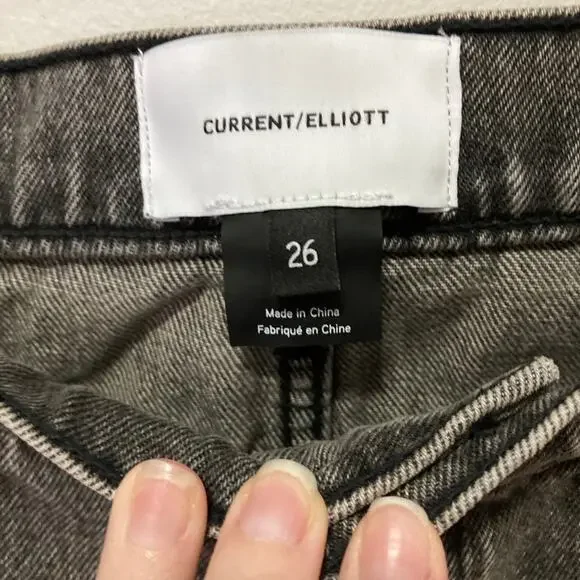 CURRENT/ELLIOTT
26
Made in China
Fabriqué en Chine